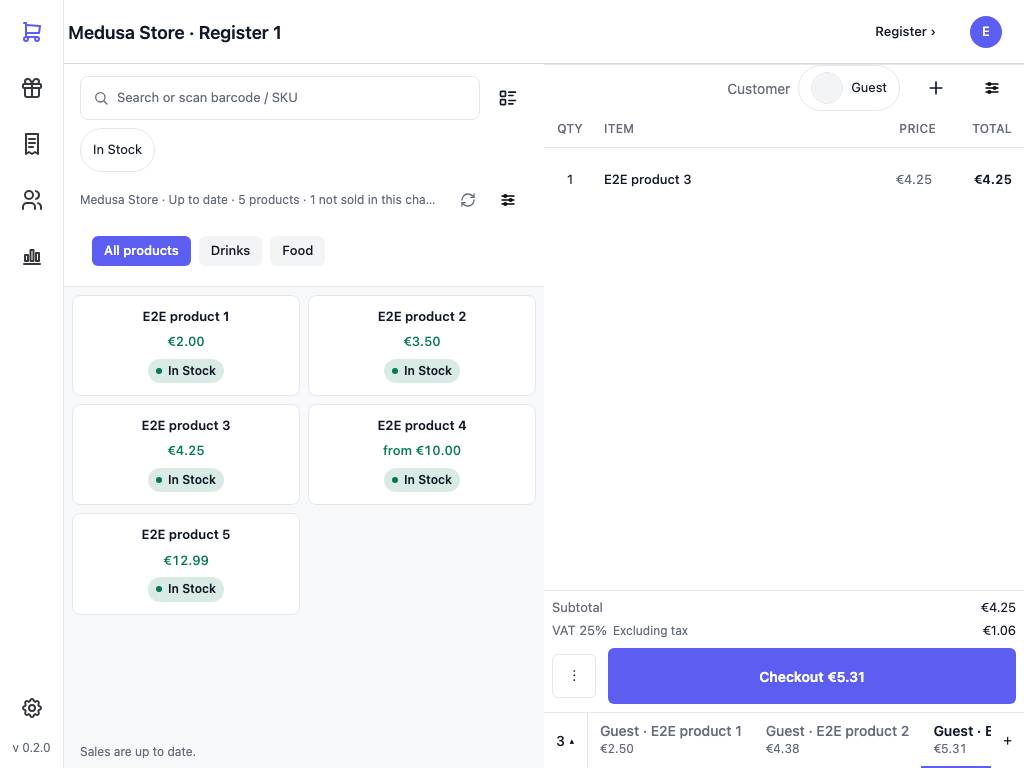 Medusa Store · Register 1
Register ›
E
Search or scan barcode / SKU
In Stock
Medusa Store · Up to date · 5 products · 1 not sold in this cha...
All products
Drinks
Food
E2E product 1
€2.00
In Stock
E2E product 2
€3.50
In Stock
E2E product 3
€4.25
In Stock
E2E product 4
from €10.00
In Stock
E2E product 5
€12.99
In Stock
Sales are up to date.
v 0.2.0
Customer
Guest
QTY ITEM PRICE TOTAL
1 E2E product 3 €4.25 €4.25
Subtotal €4.25
VAT 25% Excluding tax €1.06
Checkout €5.31
3
Guest · E2E product 1
€2.50
Guest · E2E product 2
€4.38
Guest · E
€5.31
+